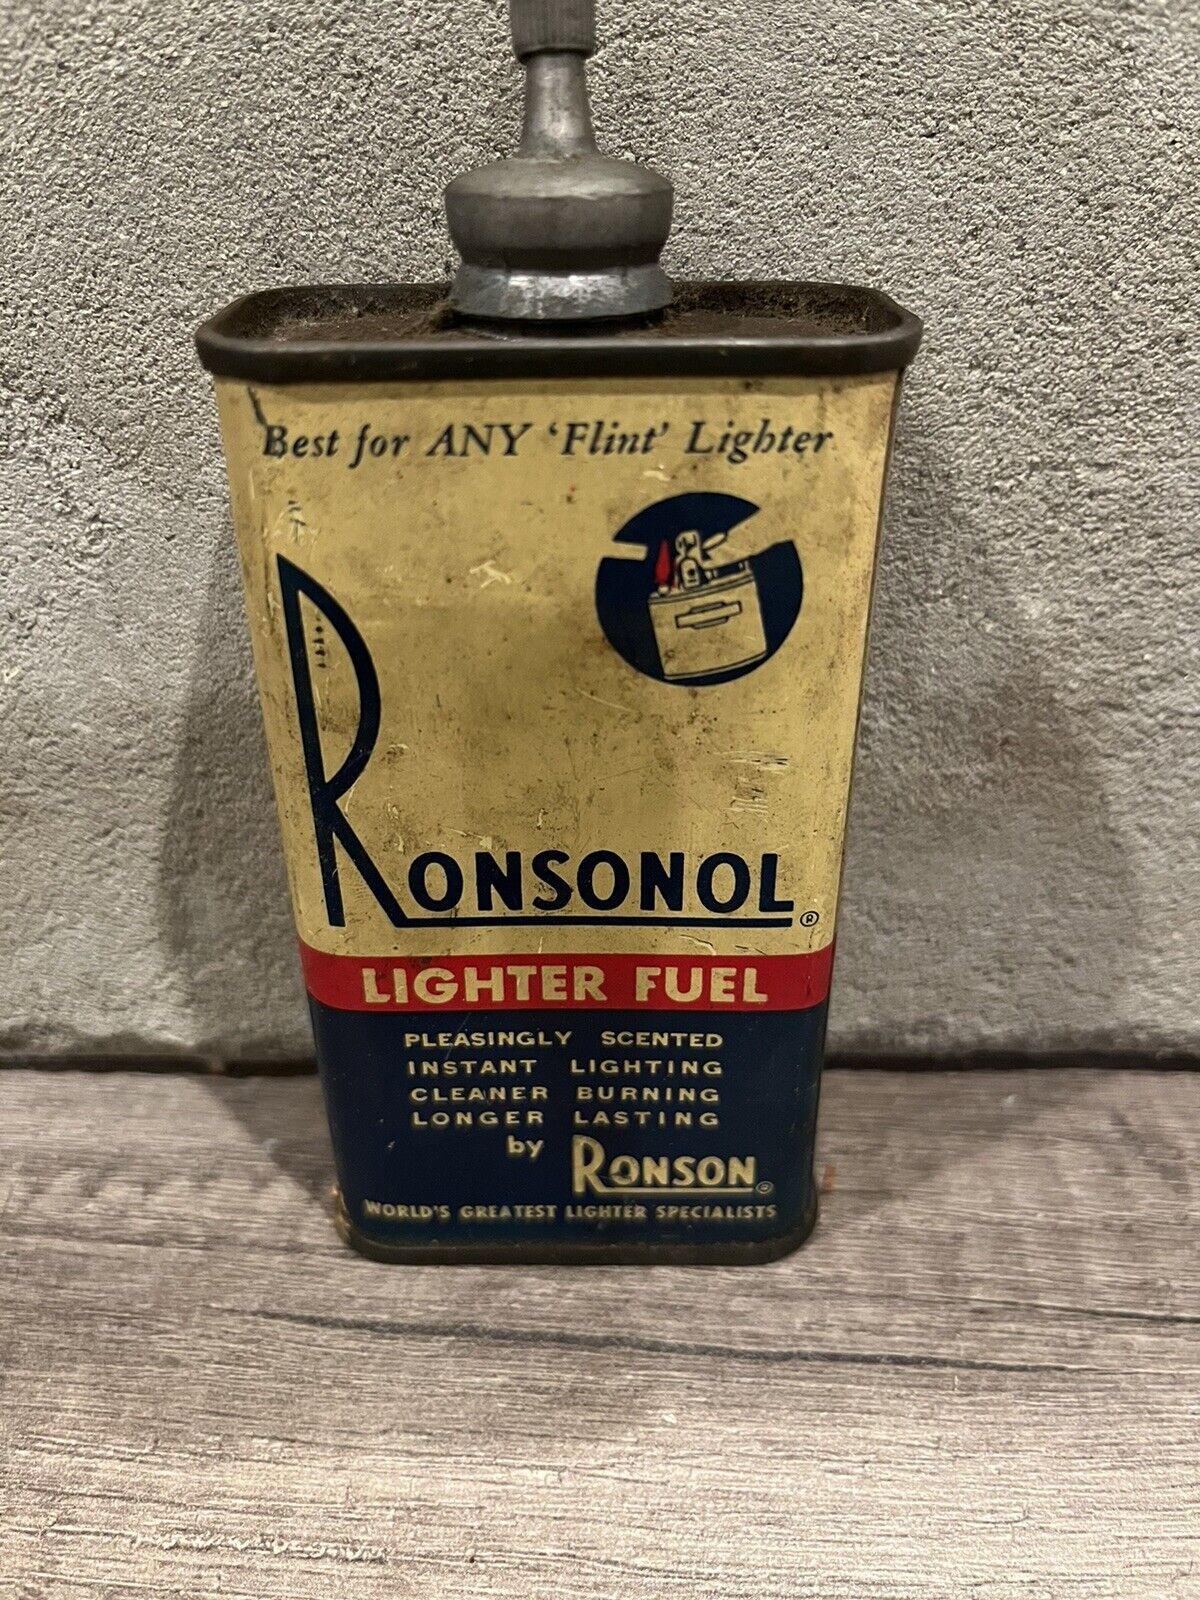 Best for ANY 'Flint' Lighter
RONSONOL®
LIGHTER FUEL
PLEASINGLY SCENTED
INSTANT LIGHTING
CLEANER BURNING
LONGER LASTING
by RONSON®
WORLD'S GREATEST LIGHTER SPECIALISTS